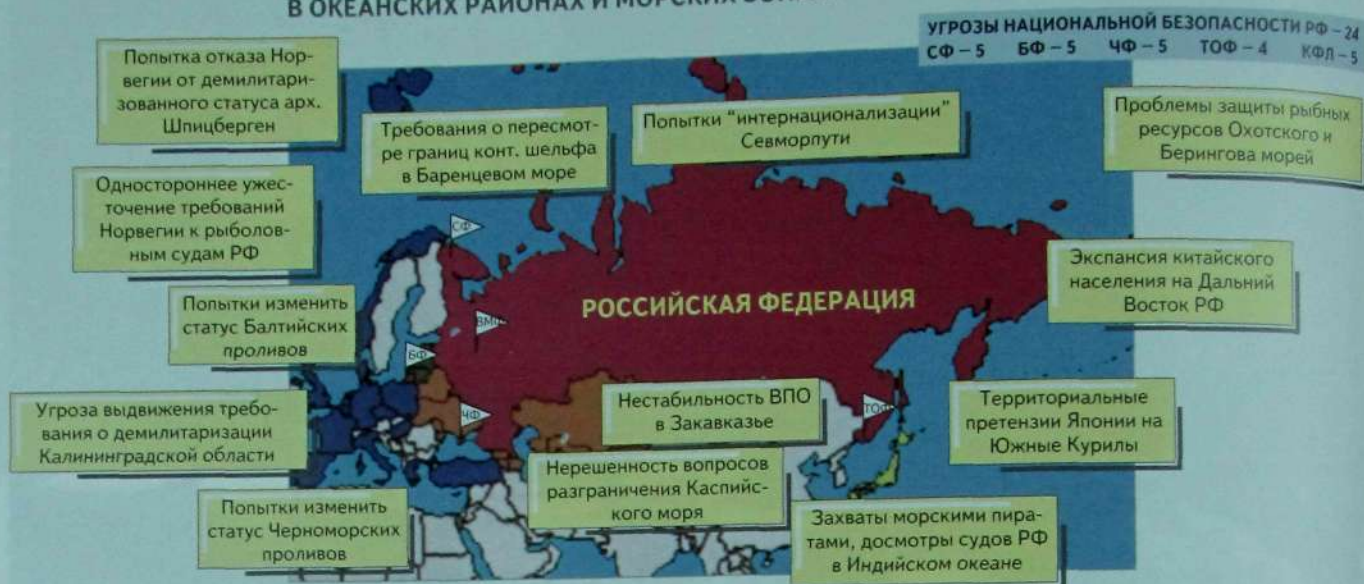 В ОКЕАНСКИХ РАЙОНАХ И МОРСКИХ
УГРОЗЫ НАЦИОНАЛЬНОЙ БЕЗОПАСНОСТИ РФ – 24
СФ – 5 БФ – 5 ЧФ – 5 ТОФ – 4 КФЛ – 5
Попытка отказа Нор-
вегии от демилитари-
зованного статуса арх.
Шпицберген
Требования о пересмот-
ре границ конт. шельфа
в Баренцевом море
Попытки "интернационализации"
Севморпути
Проблемы защиты рыбных
ресурсов Охотского и
Берингова морей
Одностороннее ужес-
точение требований
Норвегии к рыболов-
ным судам РФ
СФ
Экспансия китайского
населения на Дальний
Восток РФ
РОССИЙСКАЯ ФЕДЕРАЦИЯ
Попытки изменить
статус Балтийских
проливов
ВМФ
БФ
Угроза выдвижения требо-
вания о демилитаризации
Калининградской области
ЧФ
Нестабильность ВПО
в Закавказье
ТОФ
Территориальные
претензии Японии на
Южные Курилы
Нерешенность вопросов
разграничения Каспийс-
кого моря
Попытки изменить
статус Черноморских
проливов
Захваты морскими пира-
тами, досмотры судов РФ
в Индийском океане